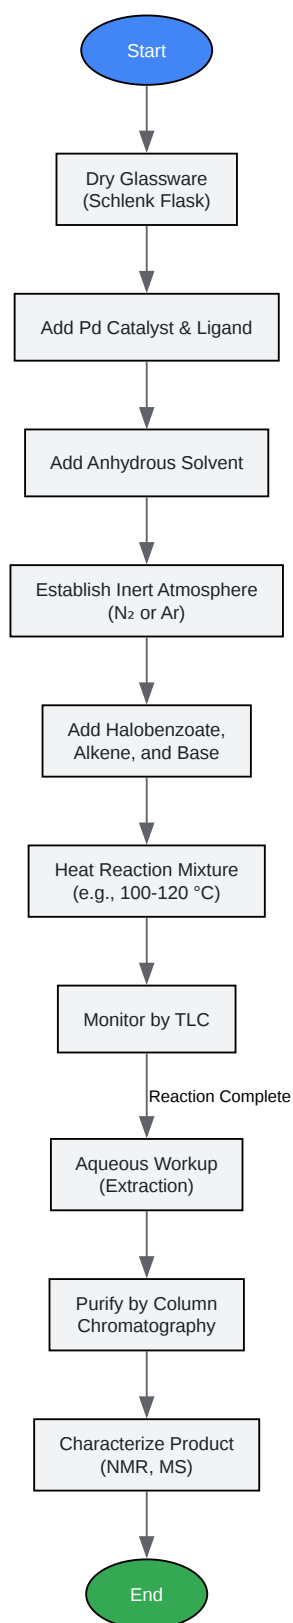 Start
Dry Glassware
(Schlenk Flask)
Add Pd Catalyst & Ligand
Add Anhydrous Solvent
Establish Inert Atmosphere
(N₂ or Ar)
Add Halobenzoate,
Alkene, and Base
Heat Reaction Mixture
(e.g., 100-120 °C)
Monitor by TLC
Reaction Complete
Aqueous Workup
(Extraction)
Purify by Column
Chromatography
Characterize Product
(NMR, MS)
End